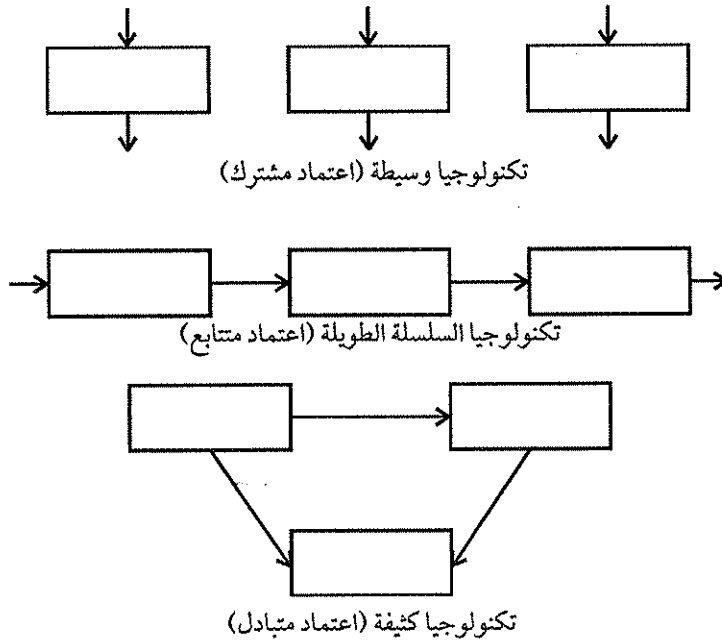 تكنولوجيا وسيطة (اعتماد مشترك)
تكنولوجيا السلسلة الطويلة (اعتماد متتابع)
تكنولوجيا كثيفة (اعتماد متبادل)